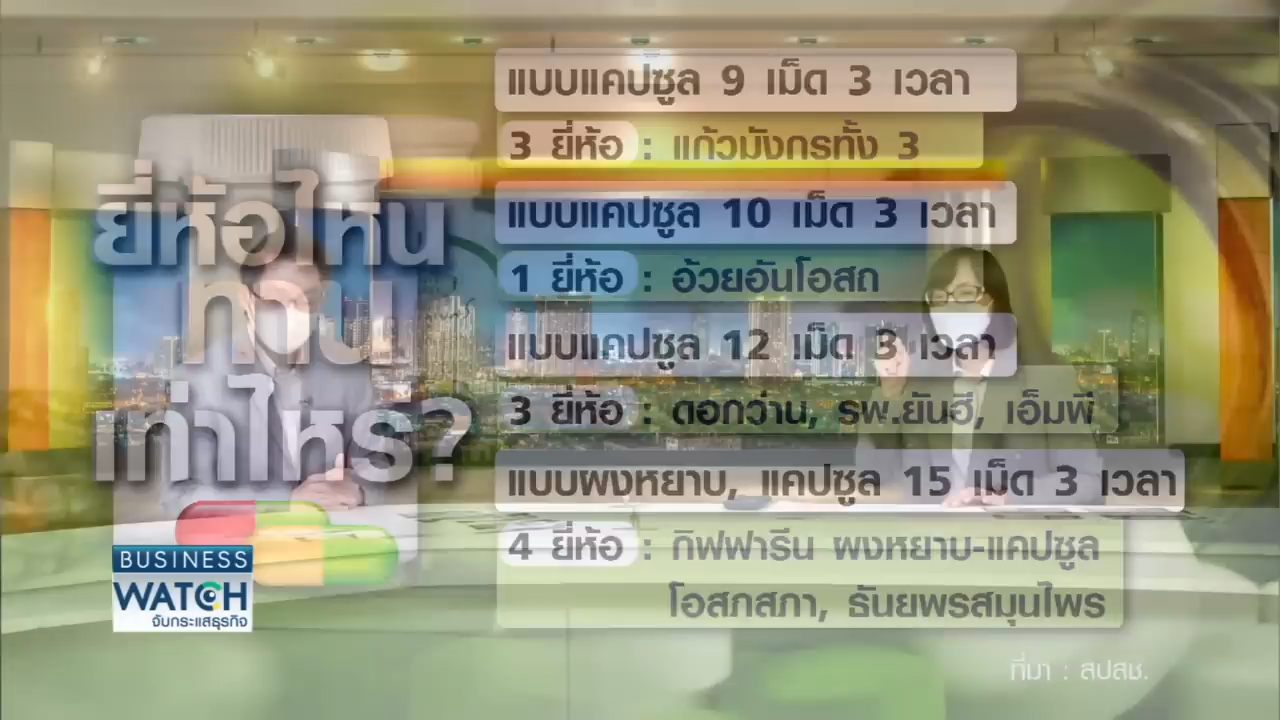 ยี่ห้อไหน
ทาน
เท่าไหร่?
แบบแคปซูล 9 เม็ด 3 เวลา
3 ยี่ห้อ : แก้วมังกรทั้ง 3
แบบแคปซูล 10 เม็ด 3 เวลา
1 ยี่ห้อ : อ้วยอันโอสถ
แบบแคปซูล 12 เม็ด 3 เวลา
3 ยี่ห้อ : ดอกว่าน, รพ.ยันฮี, เอ็มพี
แบบผงหยาบ, แคปซูล 15 เม็ด 3 เวลา
4 ยี่ห้อ : กิฟฟารีน ผงหยาบ-แคปซูล
โอสภสภา, ธันยพรสมุนไพร
BUSINESS
WATCH
จับกระแสธุรกิจ
ที่มา : สปสช.